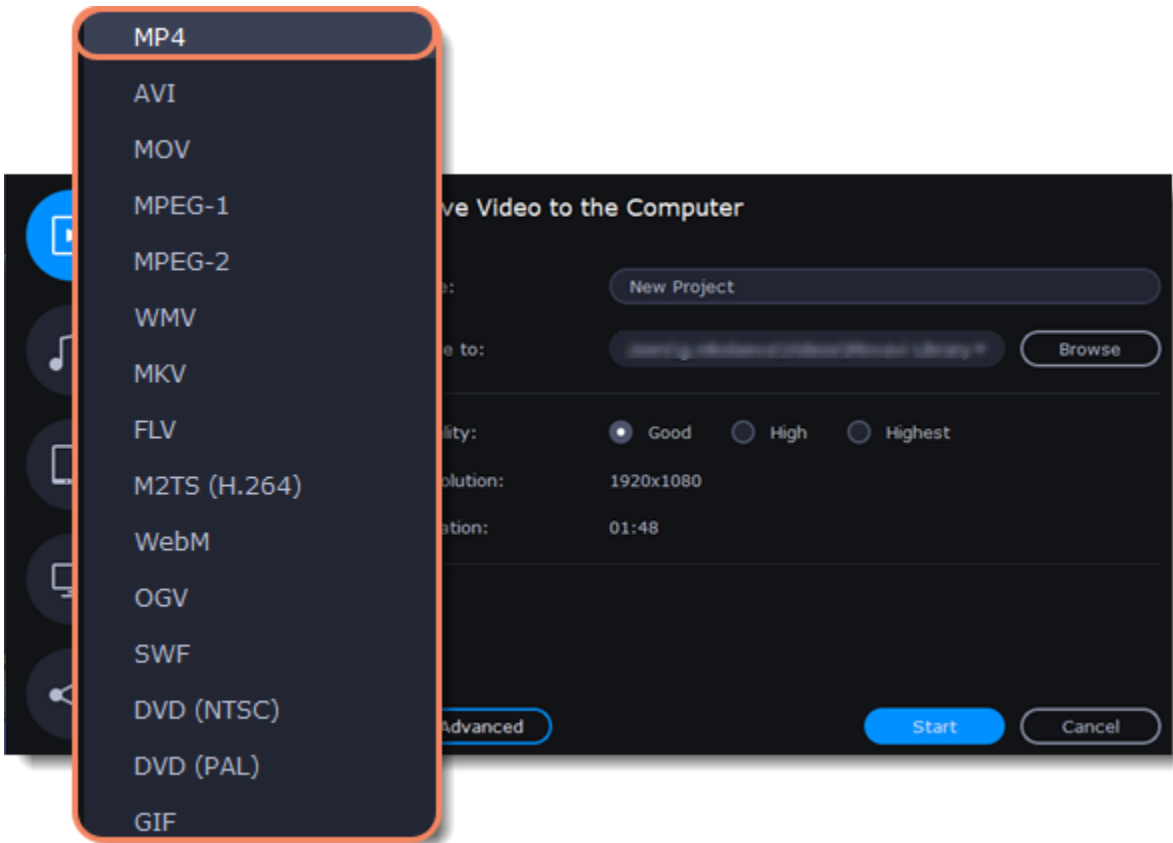 MP4
AVI
MOV
MPEG-1
MPEG-2
WMV
MKV
FLV
M2TS (H.264)
WebM
OGV
SWF
DVD (NTSC)
DVD (PAL)
GIF
ve Video to the Computer
e:
New Project
e to:
Browse
lity:
Good
High
Highest
olution:
1920x1080
ation:
01:48
Advanced
Start
Cancel